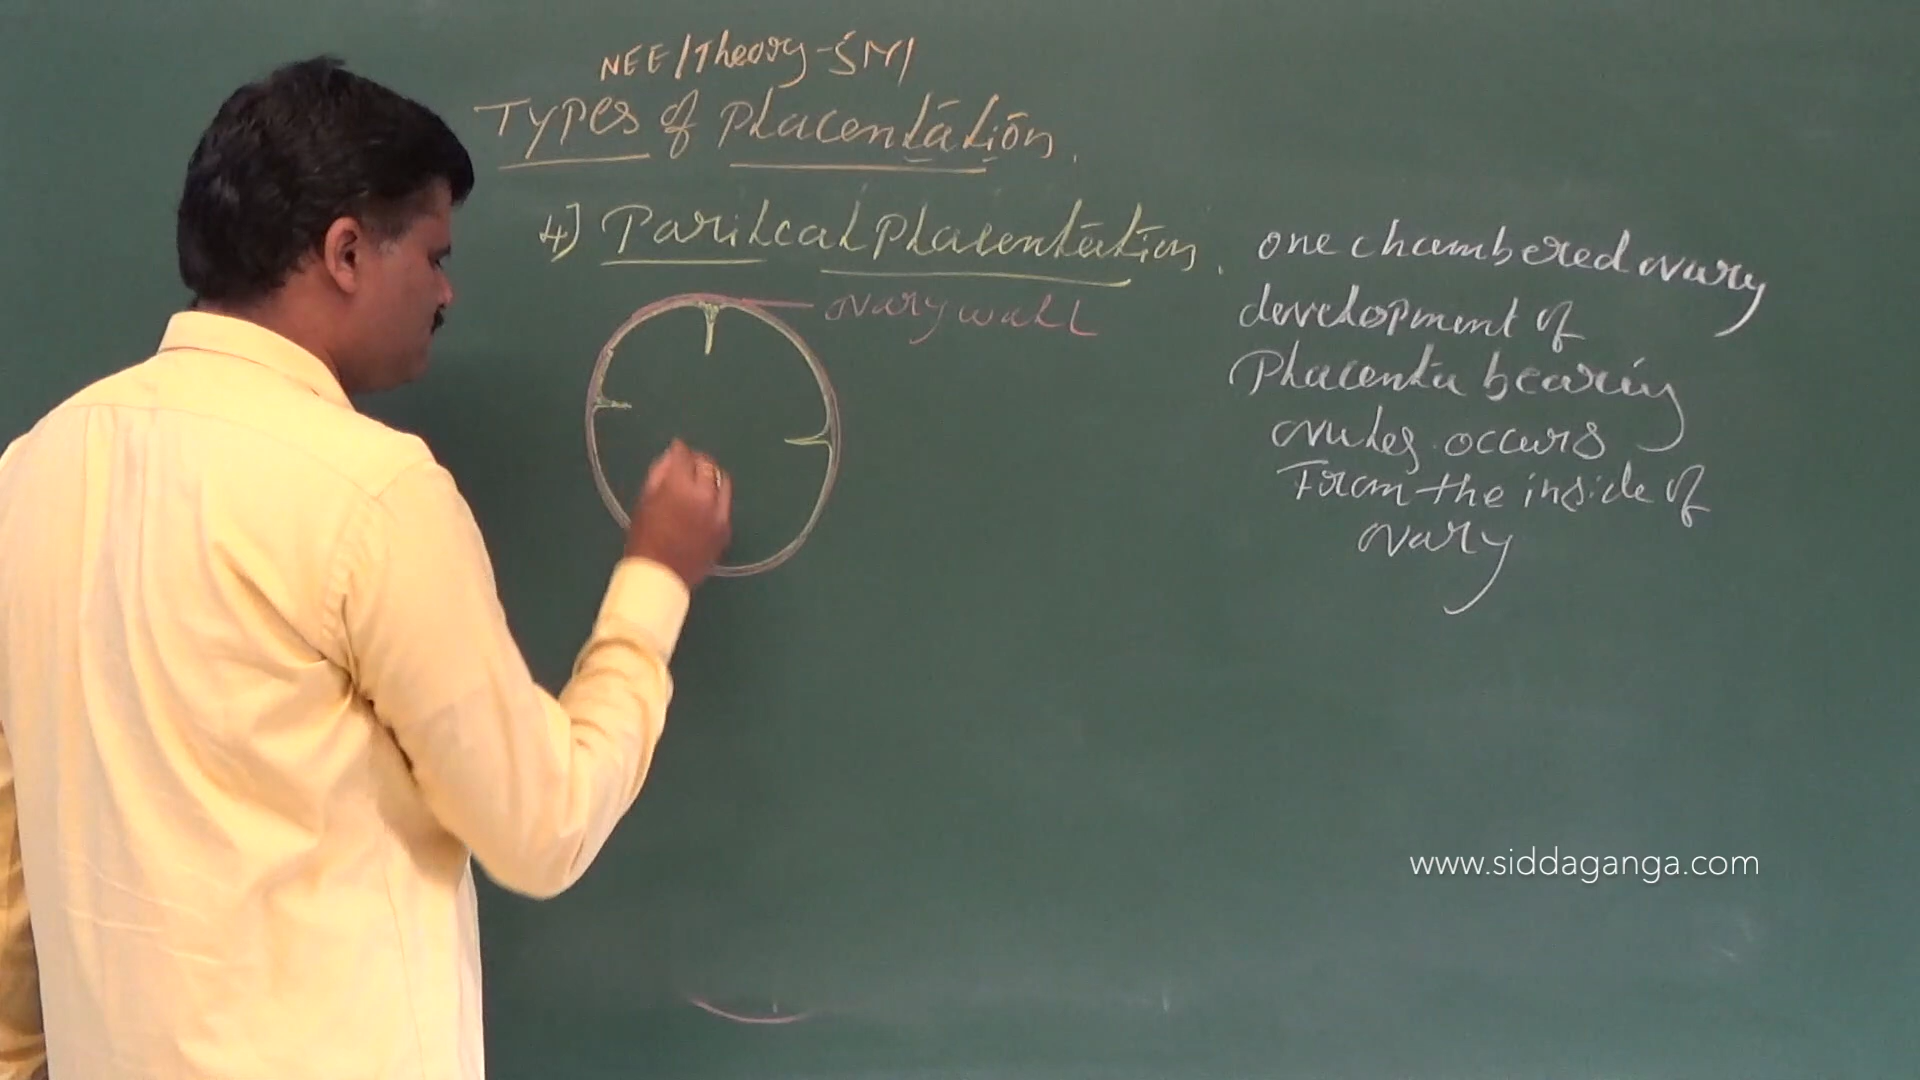 NEE/Theory-SM/
Types of placentation.
4) Pariteal placentation.
ovary wall
one chambered ovary
development of
placenta bearing
ovules occurs
From the inside of
ovary
www.siddaganga.com